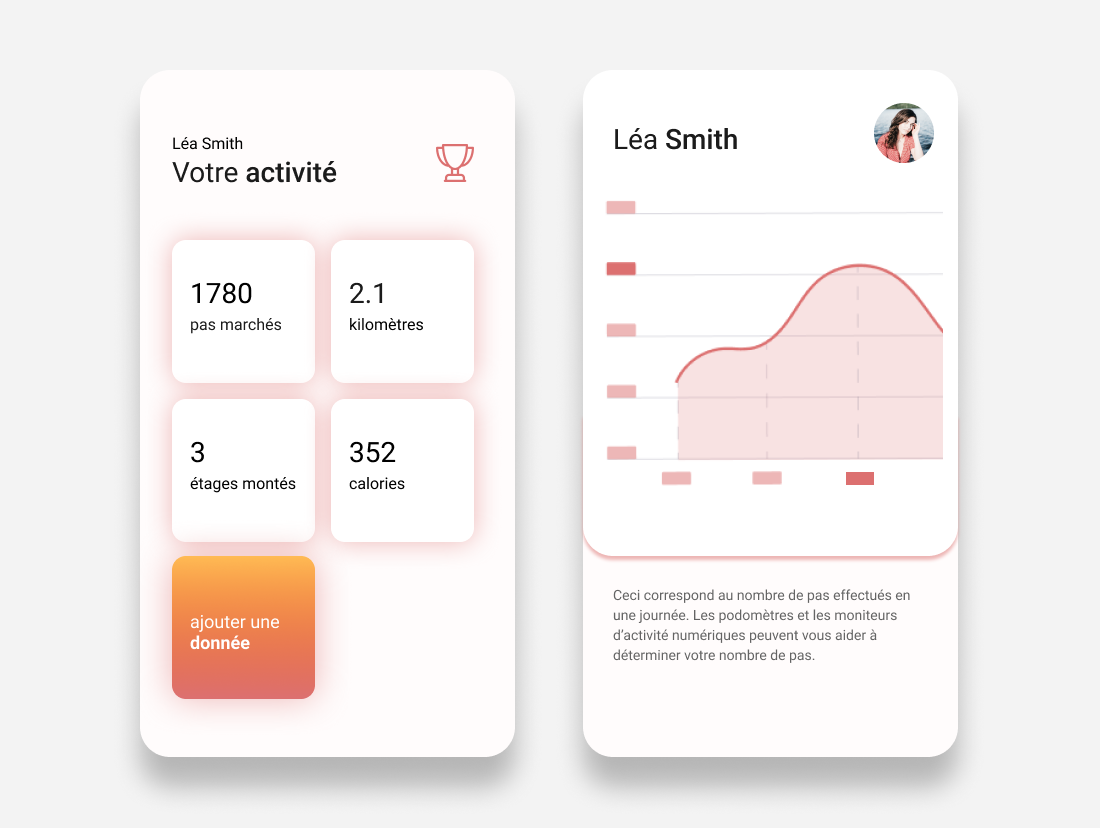 Léa Smith
Votre activité
1780
pas marchés
2.1
kilomètres
3
étages montés
352
calories
ajouter une
donnée
Léa Smith
Ceci correspond au nombre de pas effectués en
une journée. Les podomètres et les moniteurs
d’activité numériques peuvent vous aider à
déterminer votre nombre de pas.